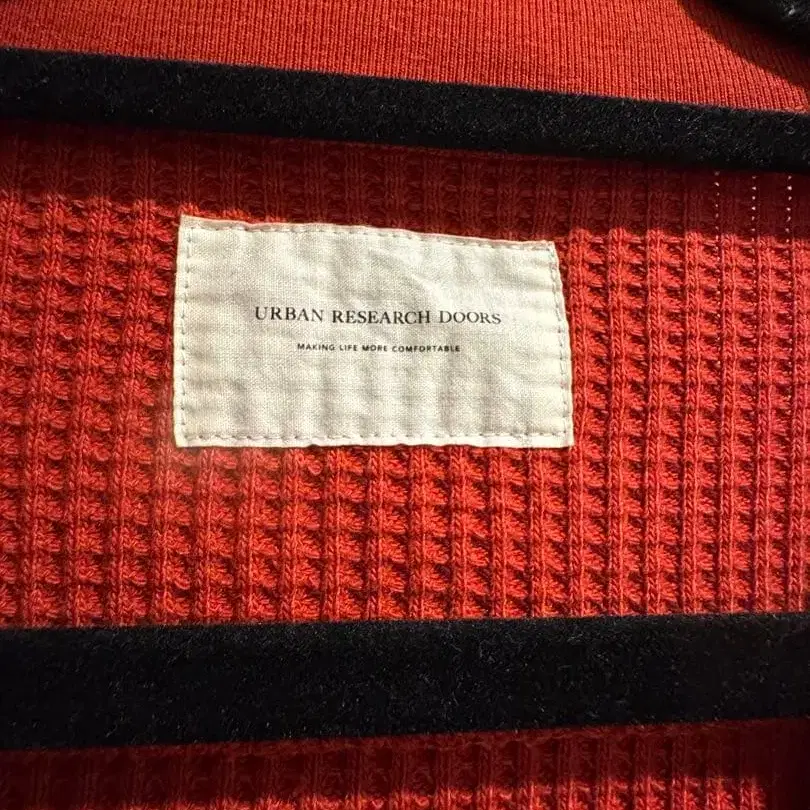 URBAN RESEARCH DOORS
MAKING LIFE MORE COMFORTABLE